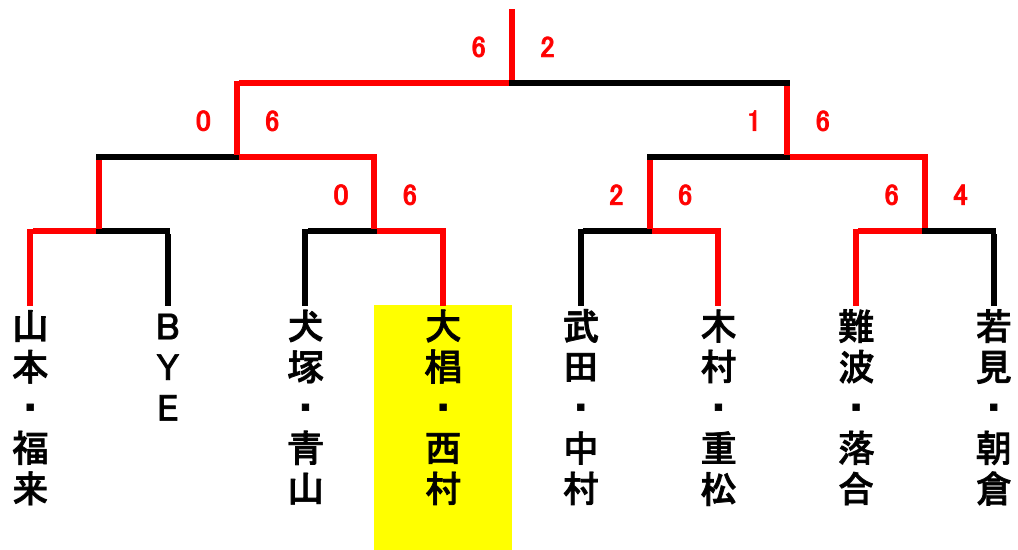 6 2
0 6
1 6
0 6
2 6
6 4
山本・福来
BYE
犬塚・青山
大椙・西村
武田・中村
木村・重松
難波・落合
若見・朝倉